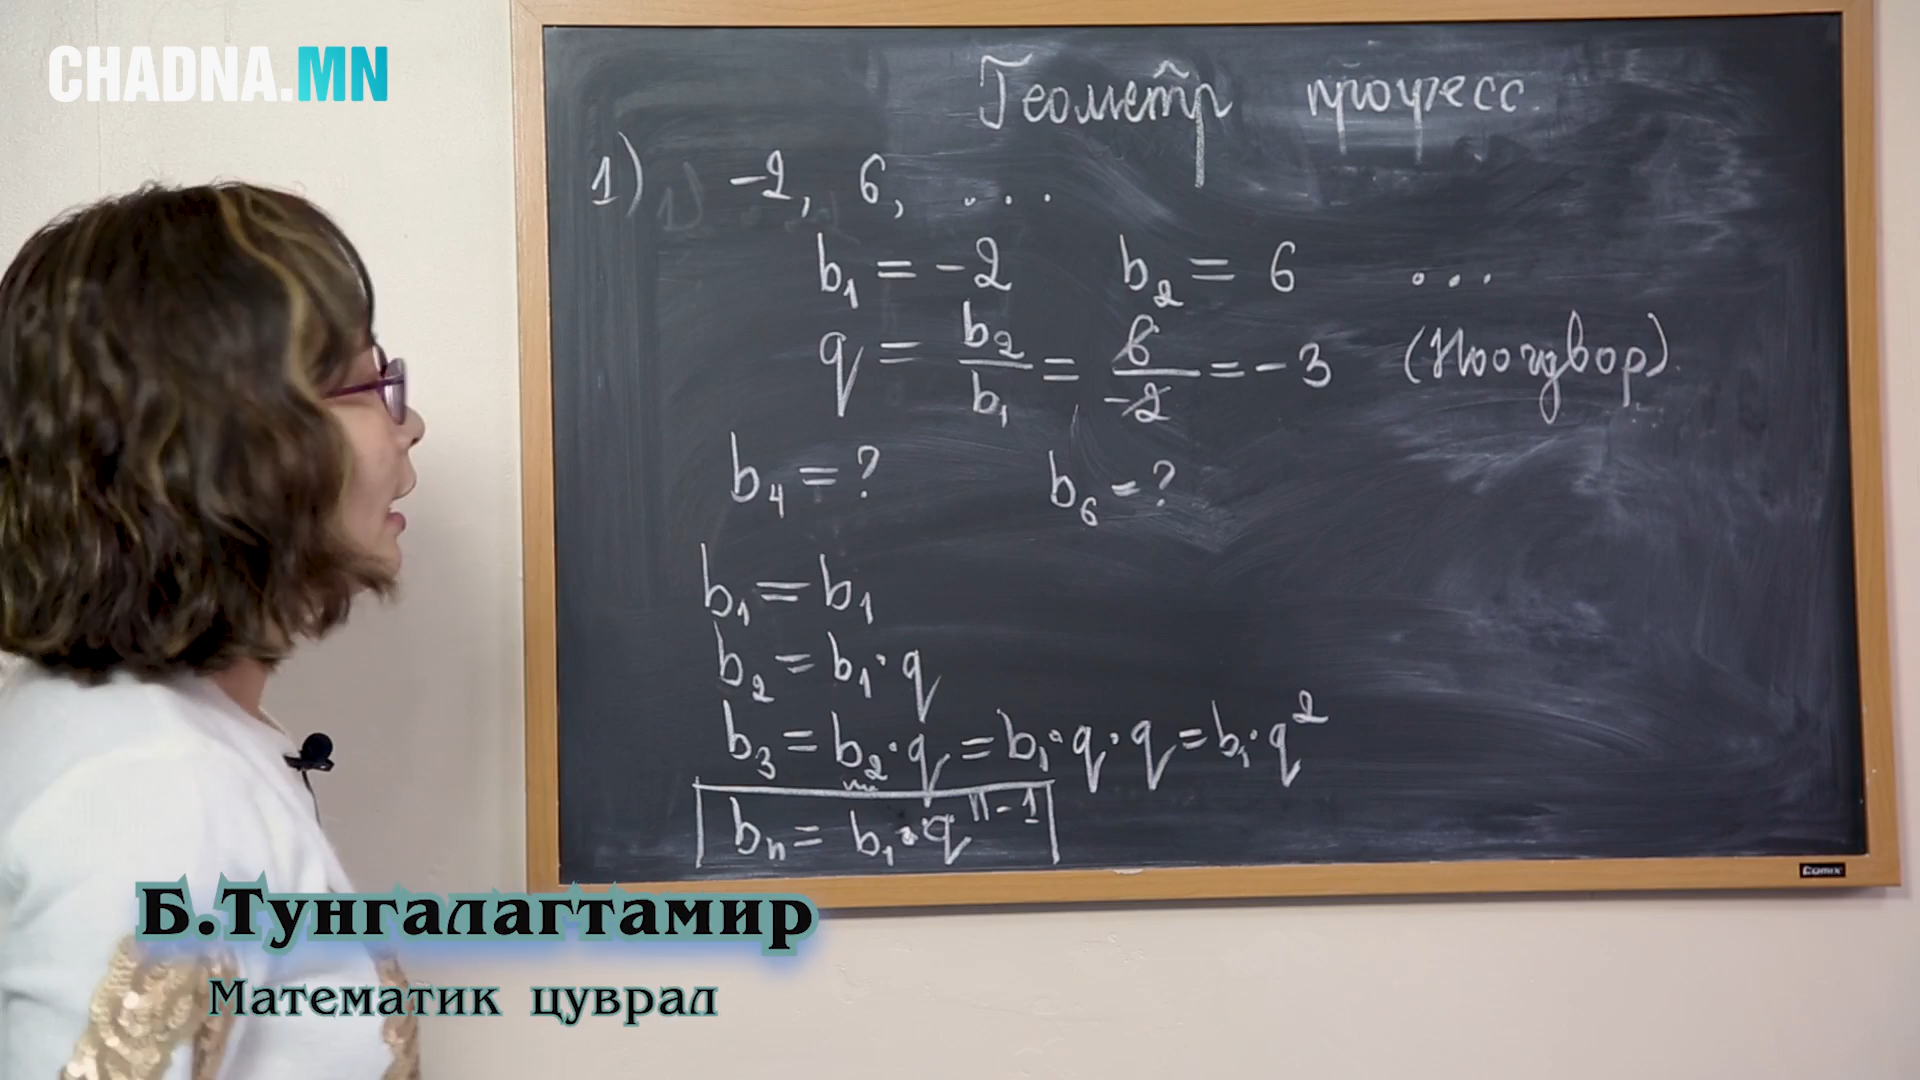 CHADNA.MN
Геометр прогресс.
1) -2, 6, ...
b₁ = -2 b₂ = 6 ...
q = b₂/b₁ = 6/-2 = -3 (Ноогдвор).
b₄ = ? b₆ = ?
b₁ = b₁
b₂ = b₁·q
b₃ = b₂·q = b₁·q·q = b₁·q²
bₙ = b₁·qⁿ⁻¹
Comix
Б.Тунгалагтамир
Математик цуврал